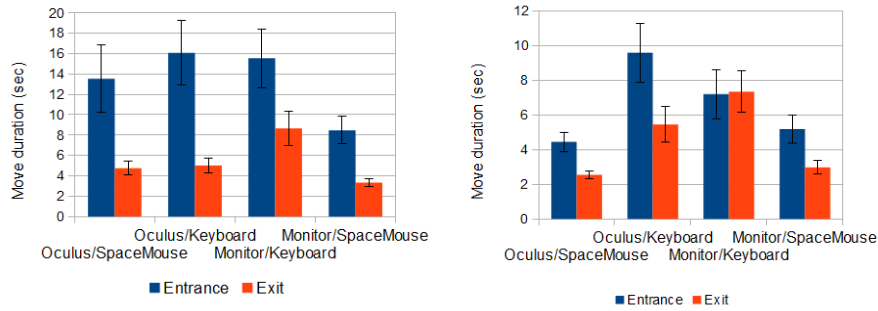 20
18
16
14
12
10
8
6
4
2
0
Move duration (sec)
Oculus/Keyboard Monitor/SpaceMouse
Oculus/SpaceMouse Monitor/Keyboard
Entrance Exit
12
10
8
6
4
2
0
Move duration (sec)
Oculus/Keyboard Monitor/SpaceMouse
Oculus/SpaceMouse Monitor/Keyboard
Entrance Exit